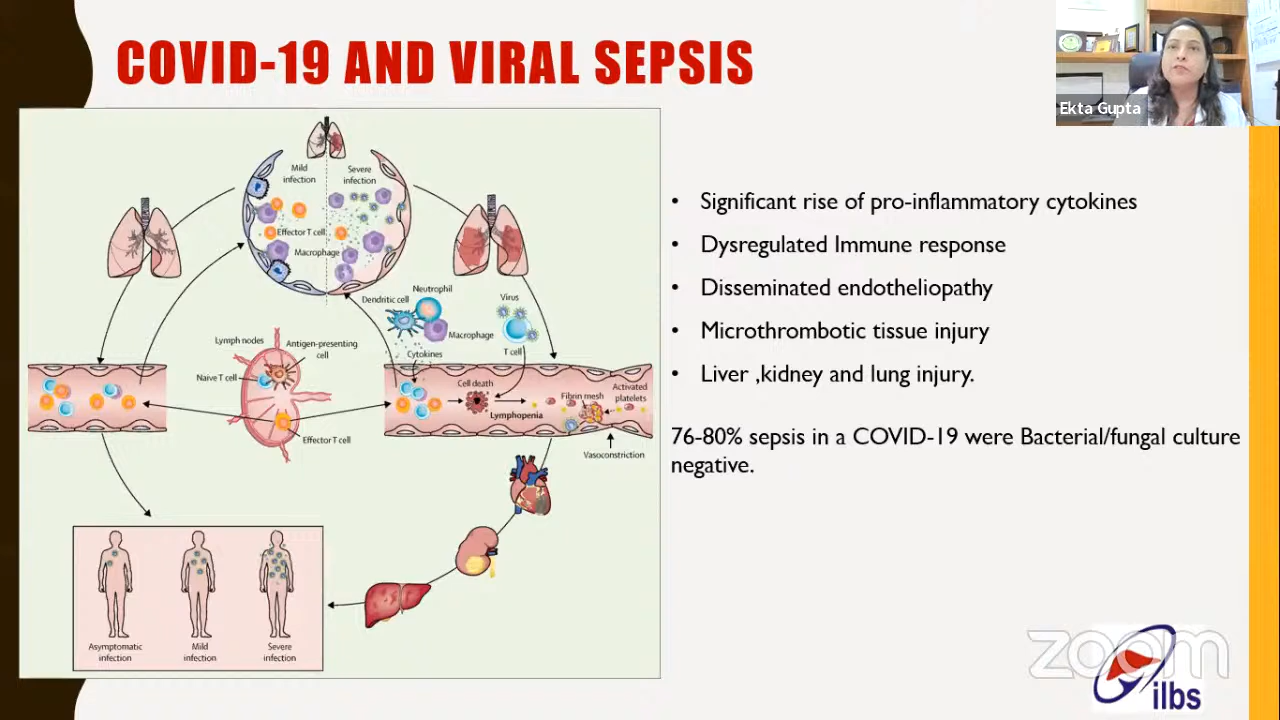 COVID-19 AND VIRAL SEPSIS
Ekta Gupta
Mild
infection
Severe
infection
Effector T cell
Macrophage
Dendritic cell
Neutrophil
Macrophage
Virus
T cell
Cytokines
Lymph nodes
Antigen-presenting
cell
Naive T cell
Effector T cell
Cell death
Lymphopenia
Fibrin mesh
Activated
platelets
Vasoconstriction
Asymptomatic
infection
Mild
infection
Severe
infection
• Significant rise of pro-inflammatory cytokines
• Dysregulated Immune response
• Disseminated endotheliopathy
• Microthrombotic tissue injury
• Liver ,kidney and lung injury.
76-80% sepsis in a COVID-19 were Bacterial/fungal culture
negative.
zoom
ilbs